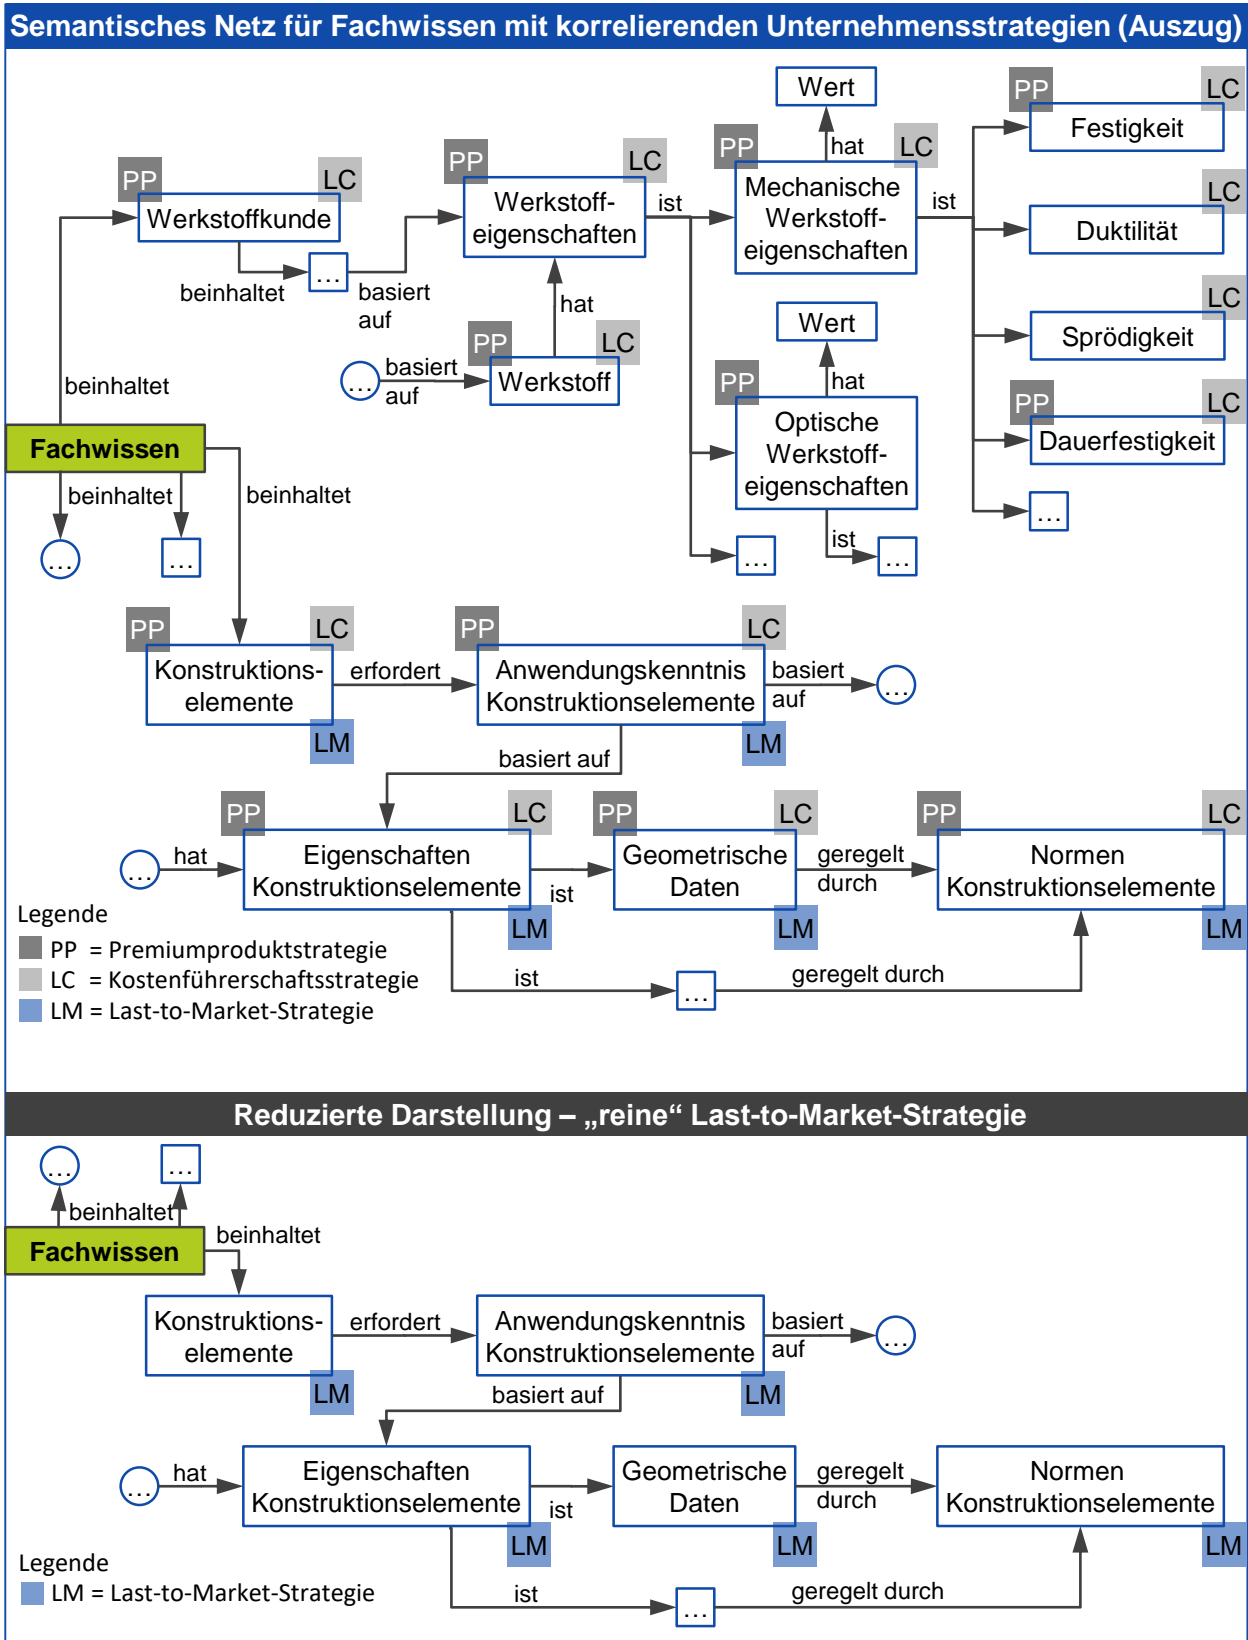 Semantisches Netz für Fachwissen mit korrelierenden Unternehmensstrategien (Auszug)
PP
LC
Werkstoffkunde
beinhaltet
...
basiert
auf
PP
LC
Werkstoff-
eigenschaften
hat
PP
LC
Werkstoff
...
basiert
auf
ist
Wert
hat
PP
LC
Mechanische
Werkstoff-
eigenschaften
ist
PP
LC
Festigkeit
LC
Duktilität
LC
Sprödigkeit
PP
LC
Dauerfestigkeit
...
Wert
hat
PP
Optische
Werkstoff-
eigenschaften
ist
...
...
beinhaltet
Fachwissen
beinhaltet
beinhaltet
...
...
PP
LC
Konstruktions-
elemente
LM
erfordert
PP
LC
Anwendungskenntnis
Konstruktionselemente
LM
basiert
auf
...
basiert auf
...
hat
PP
LC
Eigenschaften
Konstruktionselemente
LM
ist
PP
LC
Geometrische
Daten
LM
geregelt
durch
PP
LC
Normen
Konstruktionselemente
LM
ist
...
geregelt durch
Legende
PP = Premiumproduktstrategie
LC = Kostenführerschaftsstrategie
LM = Last-to-Market-Strategie
Reduzierte Darstellung – „reine“ Last-to-Market-Strategie
...
...
beinhaltet
Fachwissen
beinhaltet
Konstruktions-
elemente
LM
erfordert
Anwendungskenntnis
Konstruktionselemente
LM
basiert
auf
...
basiert auf
...
hat
Eigenschaften
Konstruktionselemente
LM
ist
Geometrische
Daten
LM
geregelt
durch
Normen
Konstruktionselemente
LM
ist
...
geregelt durch
Legende
LM = Last-to-Market-Strategie